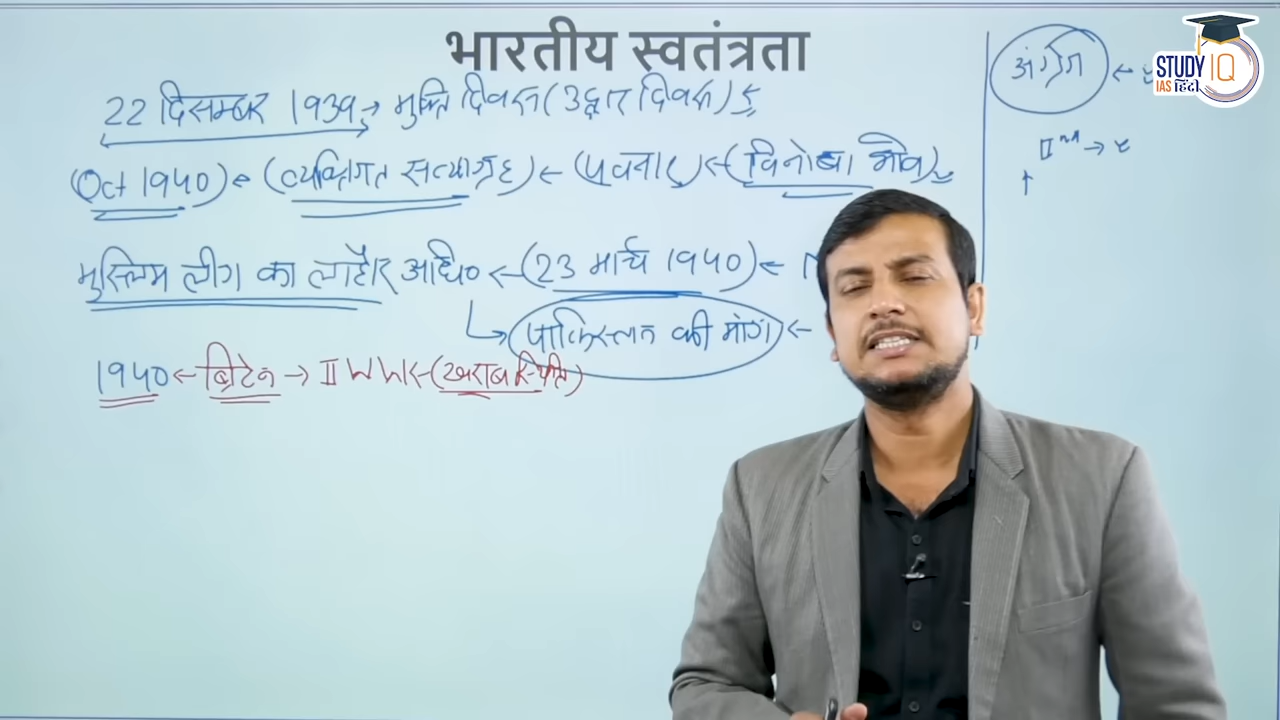 भारतीय स्वतंत्रता
22 दिसम्बर 1939 → मुक्ति दिवस (उद्धार दिवस)
(Oct 1940) ← (व्यक्तिगत सत्याग्रह) ← (पवनार) ← (विनोबा भावे)
मुस्लिम लीग का लाहौर अधि० ← (23 मार्च 1940) ←
पाकिस्तान की मांग ←
1940 ← ब्रिटेन → II WW ← (खराब स्थिति)
अंग्रेज ←
IInd →
STUDY IQ
IAS हिंदी